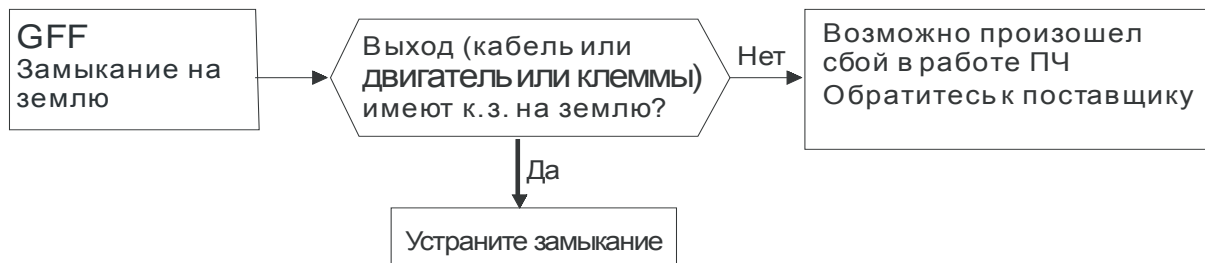 GFF
Замыкание на
землю
Выход (кабель или
двигатель или клеммы)
имеют к.з. на землю?
Нет
Возможно произошел
сбой в работе ПЧ
Обратитесь к поставщику
Да
Устраните замыкание